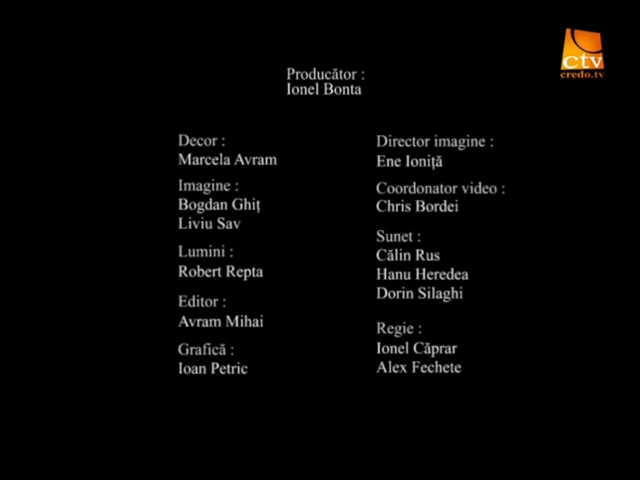 ctv
credo.tv
Producător :
Ionel Bonta
Decor :
Marcela Avram
Imagine :
Bogdan Ghiț
Liviu Sav
Lumini :
Robert Repta
Editor :
Avram Mihai
Grafică :
Ioan Petric
Director imagine :
Ene Ioniță
Coordonator video :
Chris Bordei
Sunet :
Călin Rus
Hanu Heredea
Dorin Silaghi
Regie :
Ionel Căprar
Alex Fechete